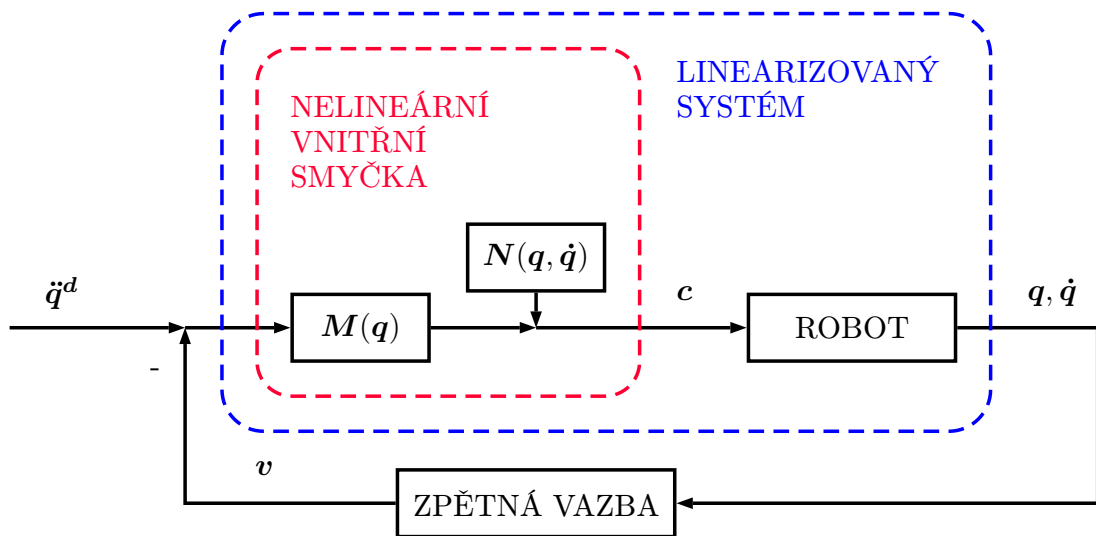 LINEARIZOVANÝ
SYSTÉM
NELINEÁRNÍ
VNITŘNÍ
SMYČKA
N(q, q̇)
q̈ᵈ
c
q, q̇
M(q)
ROBOT
-
v
ZPĚTNÁ VAZBA